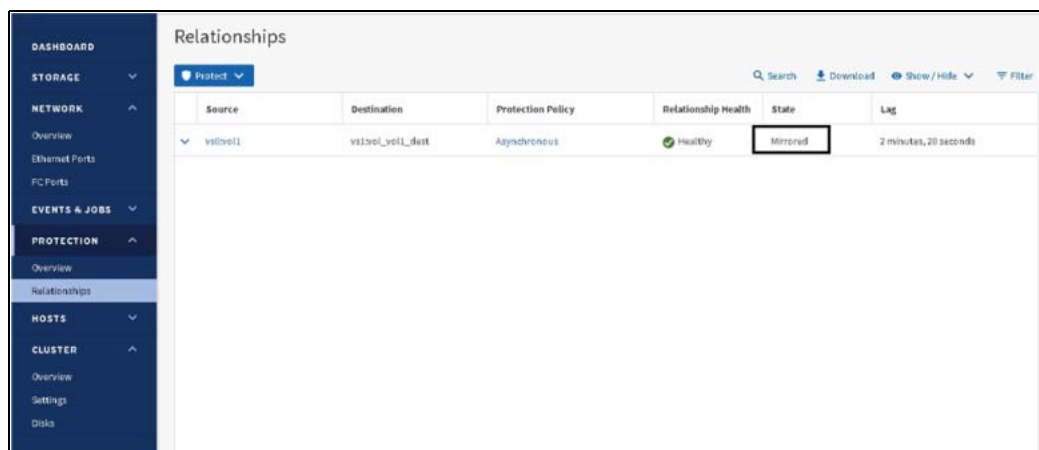 Relationships
DASHBOARD
STORAGE
NETWORK
Overview
Ethernet Ports
FC Ports
EVENTS & JOBS
PROTECTION
Overview
Relationships
HOSTS
CLUSTER
Overview
Settings
Disks
Protect
Search Download Show / Hide Filter
Source Destination Protection Policy Relationship Health State Lag
vs0:vol1 vs1:vol_vol1_dest Asynchronous Healthy Mirrored 2 minutes, 20 seconds